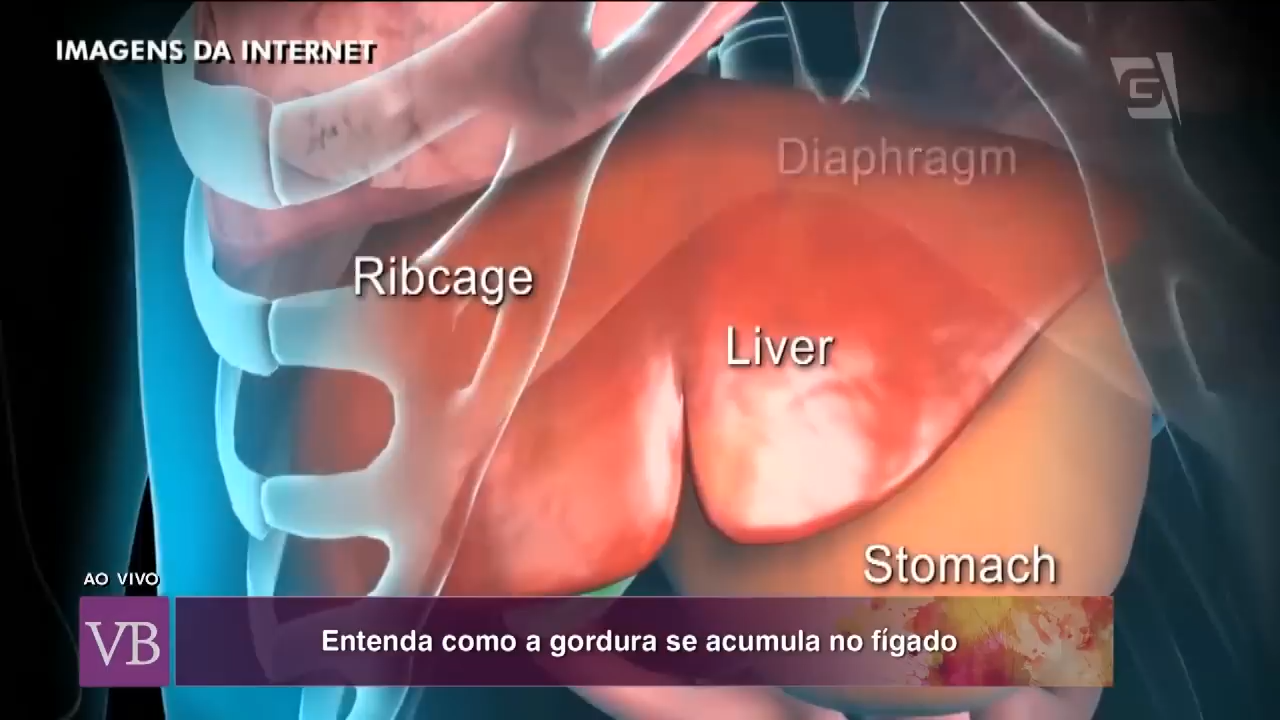 IMAGENS DA INTERNET
G
Diaphragm
Ribcage
Liver
Stomach
AO VIVO
VB
Entenda como a gordura se acumula no fígado